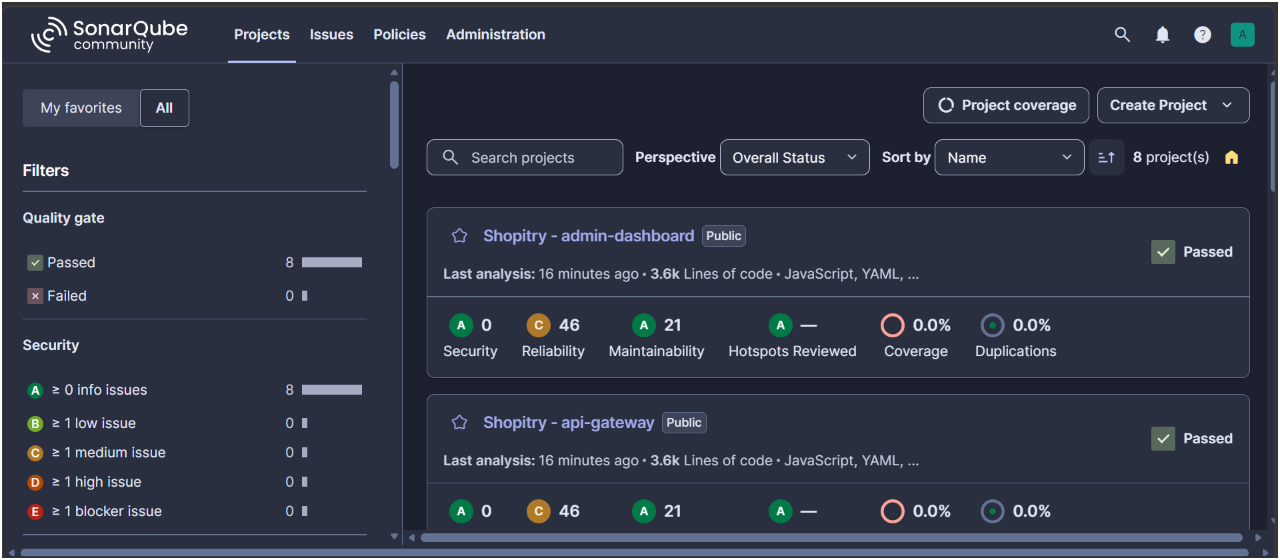 SonarQube
community
Projects Issues Policies Administration
A
My favorites All
Project coverage Create Project
Search projects Perspective Overall Status Sort by Name 8 project(s)
Filters
Quality gate
Passed 8
Failed 0
Security
A ≥ 0 info issues 8
B ≥ 1 low issue 0
C ≥ 1 medium issue 0
D ≥ 1 high issue 0
E ≥ 1 blocker issue 0
Shopitry - admin-dashboard Public
Passed
Last analysis: 16 minutes ago • 3.6k Lines of code • JavaScript, YAML, ...
A 0 C 46 A 21 A — 0.0% 0.0%
Security Reliability Maintainability Hotspots Reviewed Coverage Duplications
Shopitry - api-gateway Public
Passed
Last analysis: 16 minutes ago • 3.6k Lines of code • JavaScript, YAML, ...
A 0 C 46 A 21 A — 0.0% 0.0%